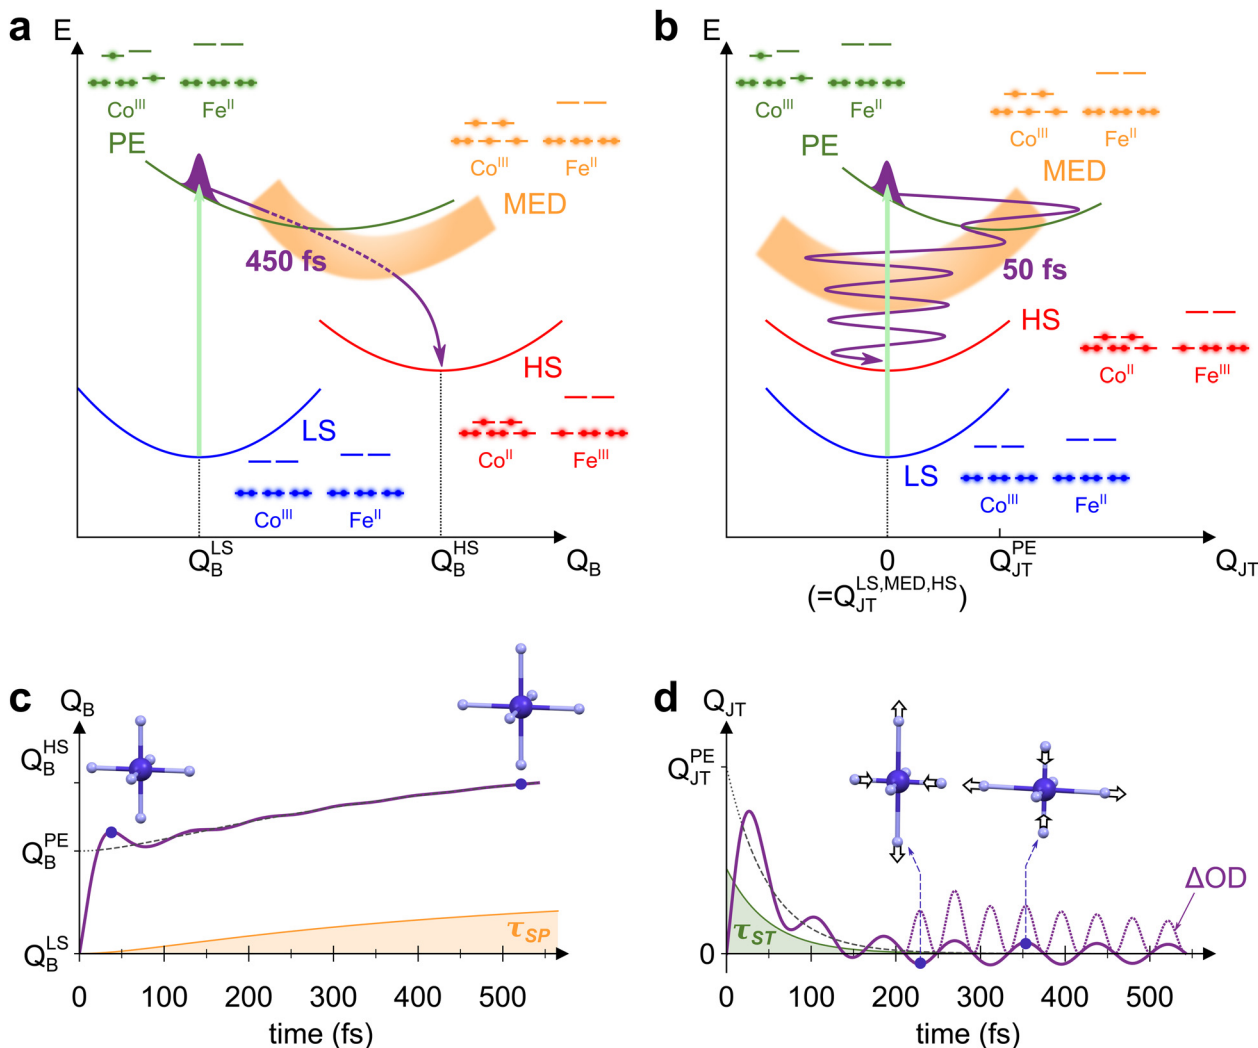 a
E
Co^III Fe^II
PE
Co^III Fe^II
MED
450 fs
HS
LS
Co^II Fe^III
Co^III Fe^II
Q_B^LS Q_B^HS Q_B
b
E
Co^III Fe^II
PE
Co^III Fe^II
MED
50 fs
HS
Co^II Fe^III
LS
Co^III Fe^II
0 Q_JT^PE Q_JT
(=Q_JT^LS,MED,HS)
c
Q_B
Q_B^HS
Q_B^PE
Q_B^LS
τ_SP
0 100 200 300 400 500
time (fs)
d
Q_JT
Q_JT^PE
ΔOD
τ_ST
0
0 100 200 300 400 500
time (fs)